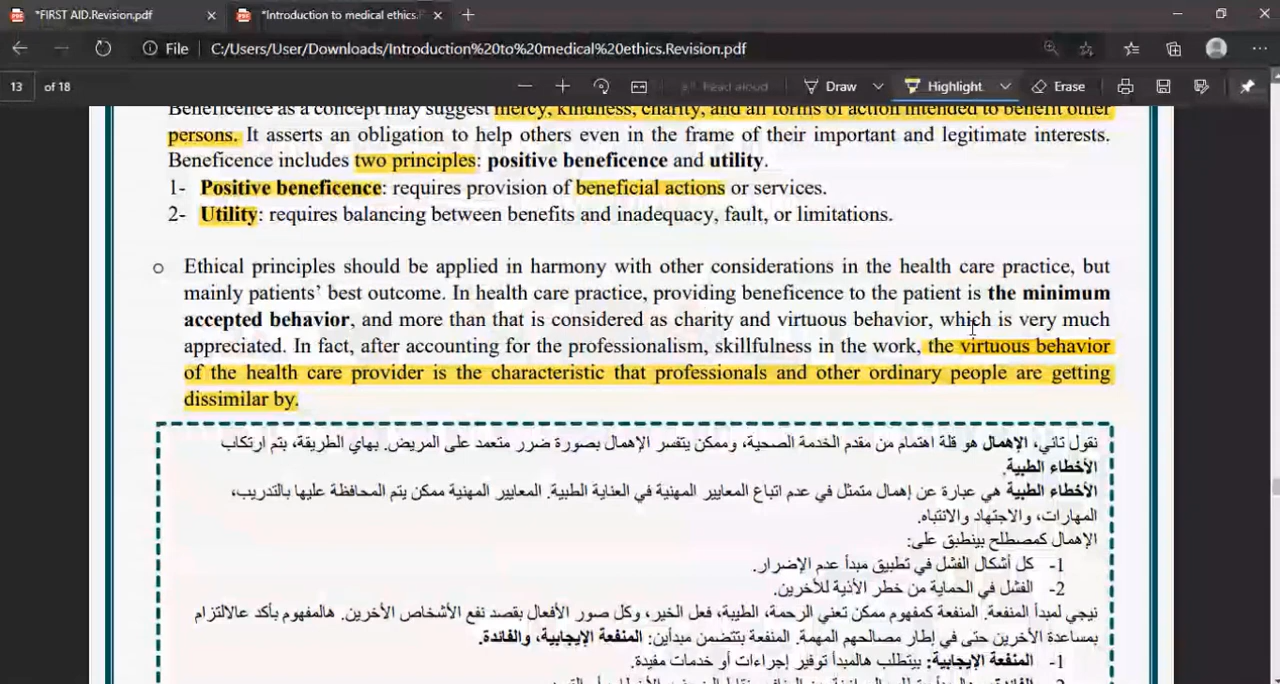 *FIRST AID.Revision.pdf
*Introduction to medical ethics.
File C:/Users/User/Downloads/Introduction%20to%20medical%20ethics.Revision.pdf
13 of 18 Read aloud Draw Highlight Erase
Beneficence as a concept may suggest mercy, kindness, charity, and all forms of action intended to benefit other
persons. It asserts an obligation to help others even in the frame of their important and legitimate interests.
Beneficence includes two principles: positive beneficence and utility.
1- Positive beneficence: requires provision of beneficial actions or services.
2- Utility: requires balancing between benefits and inadequacy, fault, or limitations.
o Ethical principles should be applied in harmony with other considerations in the health care practice, but
mainly patients’ best outcome. In health care practice, providing beneficence to the patient is the minimum
accepted behavior, and more than that is considered as charity and virtuous behavior, which is very much
appreciated. In fact, after accounting for the professionalism, skillfulness in the work, the virtuous behavior
of the health care provider is the characteristic that professionals and other ordinary people are getting
dissimilar by.
نقول تاني، الإهمال هو قلة اهتمام من مقدم الخدمة الصحية، وممكن يتفسر الإهمال بصورة ضرر متعمد على المريض. بهاي الطريقة، بتم ارتكاب
الأخطاء الطبية.
الأخطاء الطبية هي عبارة عن إهمال متمثل في عدم اتباع المعايير المهنية في العناية الطبية. المعايير المهنية ممكن يتم المحافظة عليها بالتدريب،
المهارات، والاجتهاد والانتباه.
الإهمال كمصطلح بينطبق على:
1- كل أشكال الفشل في تطبيق مبدأ عدم الإضرار.
2- الفشل في الحماية من خطر الأذية للآخرين.
نيجي لمبدأ المنفعة. المنفعة كمفهوم ممكن تعني الرحمة، الطيبة، فعل الخير، وكل صور الأفعال بقصد نفع الأشخاص الآخرين. هالمفهوم بأكد عالالتزام
بمساعدة الآخرين حتى في إطار مصالحهم المهمة. المنفعة بتتضمن مبدأين: المنفعة الإيجابية، والفائدة.
1- المنفعة الإيجابية: بيتطلب هالمبدأ توفير إجراءات أو خدمات مفيدة.